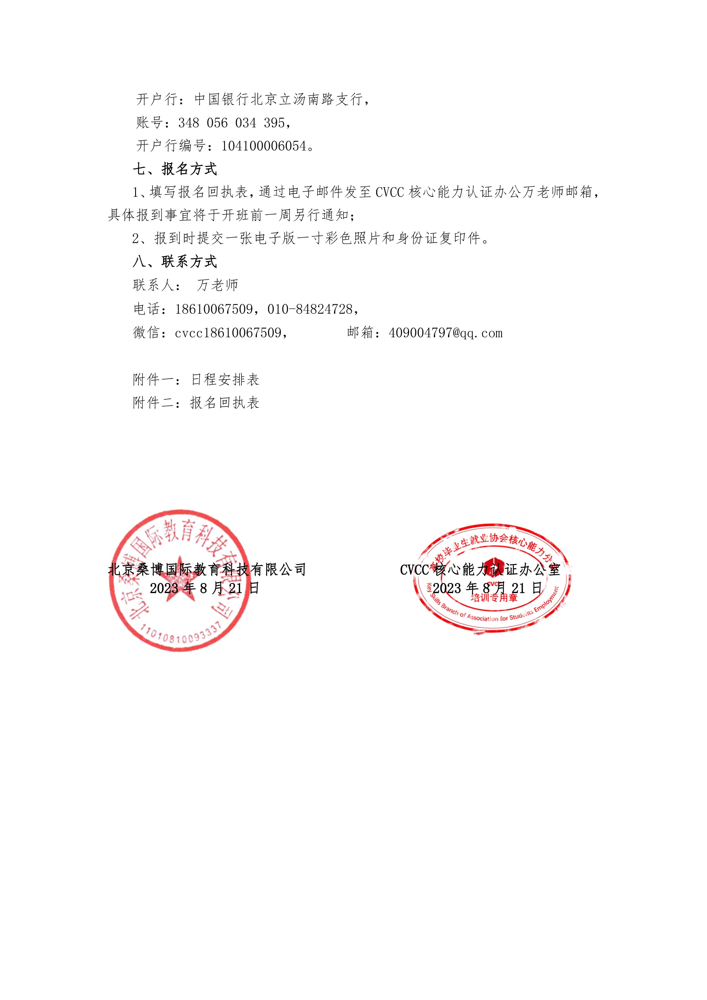 开户行：中国银行北京立汤南路支行，
账号：348 056 034 395，
开户行编号：104100006054。
七、报名方式
1、填写报名回执表，通过电子邮件发至 CVCC 核心能力认证办公万老师邮箱，
具体报到事宜将于开班前一周另行通知；
2、报到时提交一张电子版一寸彩色照片和身份证复印件。
八、联系方式
联系人： 万老师
电话：18610067509，010-84824728，
微信：cvcc18610067509， 邮箱：409004797@qq.com
附件一：日程安排表
附件二：报名回执表
北京桑博国际教育科技有限公司
2023 年 8 月 21 日
北京桑博国际教育科技有限公司
11010810093337
CVCC 核心能力认证办公室
2023 年 8 月 21 日
高校毕业生就业协会核心能力分会
CVCC
培训专用章
Key Skills Branch of Association for Students Employment